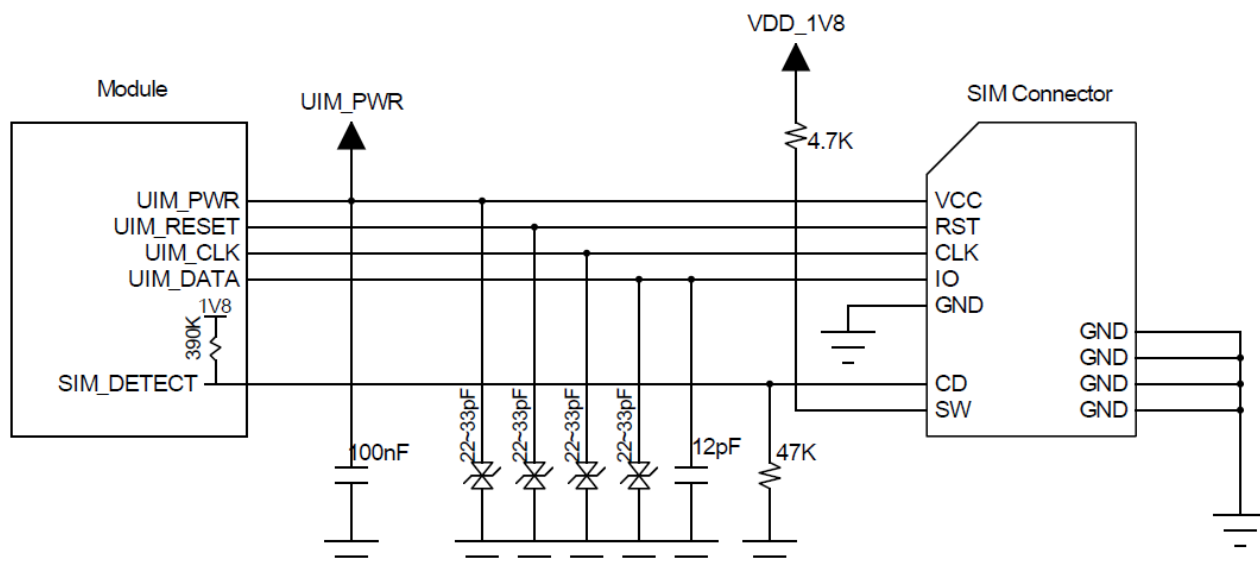 VDD_1V8
Module
UIM_PWR
SIM Connector
4.7K
UIM_PWR
UIM_RESET
UIM_CLK
UIM_DATA
1V8
390K
SIM_DETECT
VCC
RST
CLK
IO
GND
GND
GND
GND
GND
CD
SW
100nF
22~33pF
22~33pF
22~33pF
22~33pF
12pF
47K